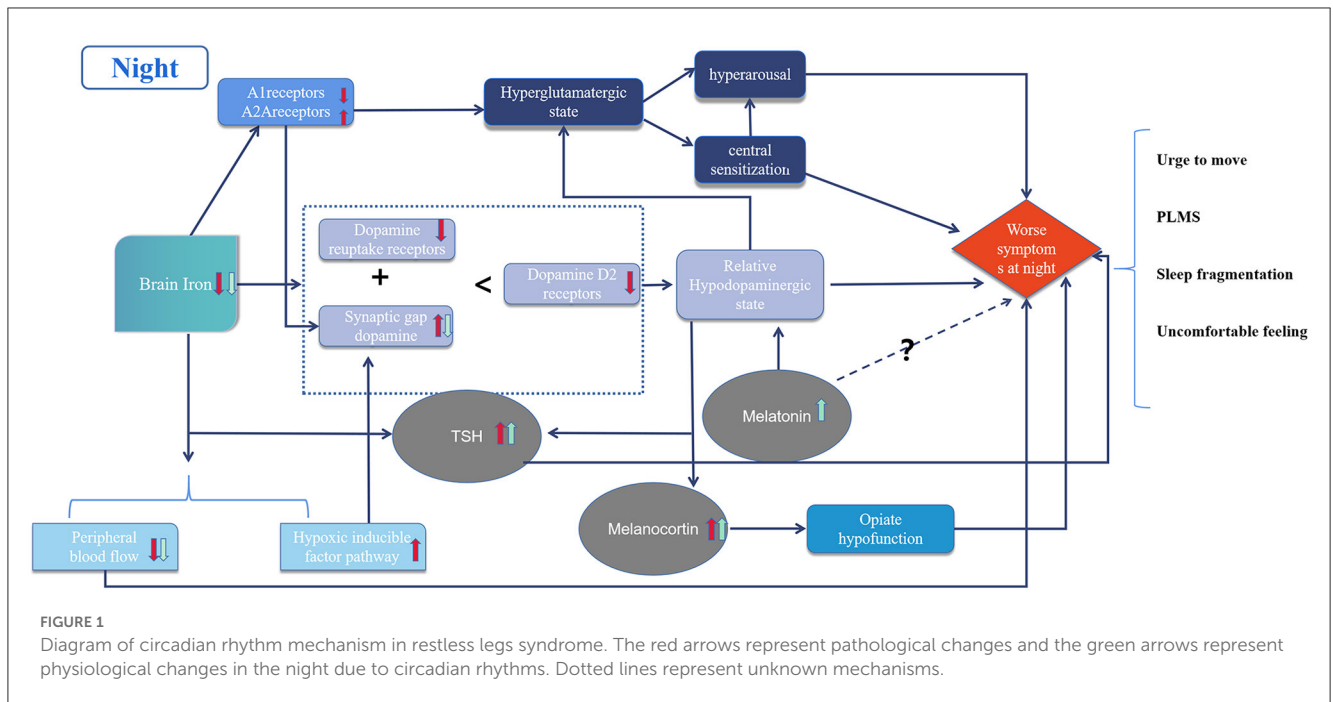 Night
A1receptors
A2Areceptors
Hyperglutamatergic
state
hyperarousal
central
sensitization
Urge to move
PLMS
Sleep fragmentation
Uncomfortable feeling
Dopamine
reuptake receptors
+
<
Dopamine D2
receptors
Synaptic gap
dopamine
Brain Iron
Relative
Hypodopaminergic
state
Worse
symptom
s at night
?
Melatonin
TSH
Melanocortin
Opiate
hypofunction
Peripheral
blood flow
Hypoxic inducible
factor pathway
FIGURE 1
Diagram of circadian rhythm mechanism in restless legs syndrome. The red arrows represent pathological changes and the green arrows represent
physiological changes in the night due to circadian rhythms. Dotted lines represent unknown mechanisms.